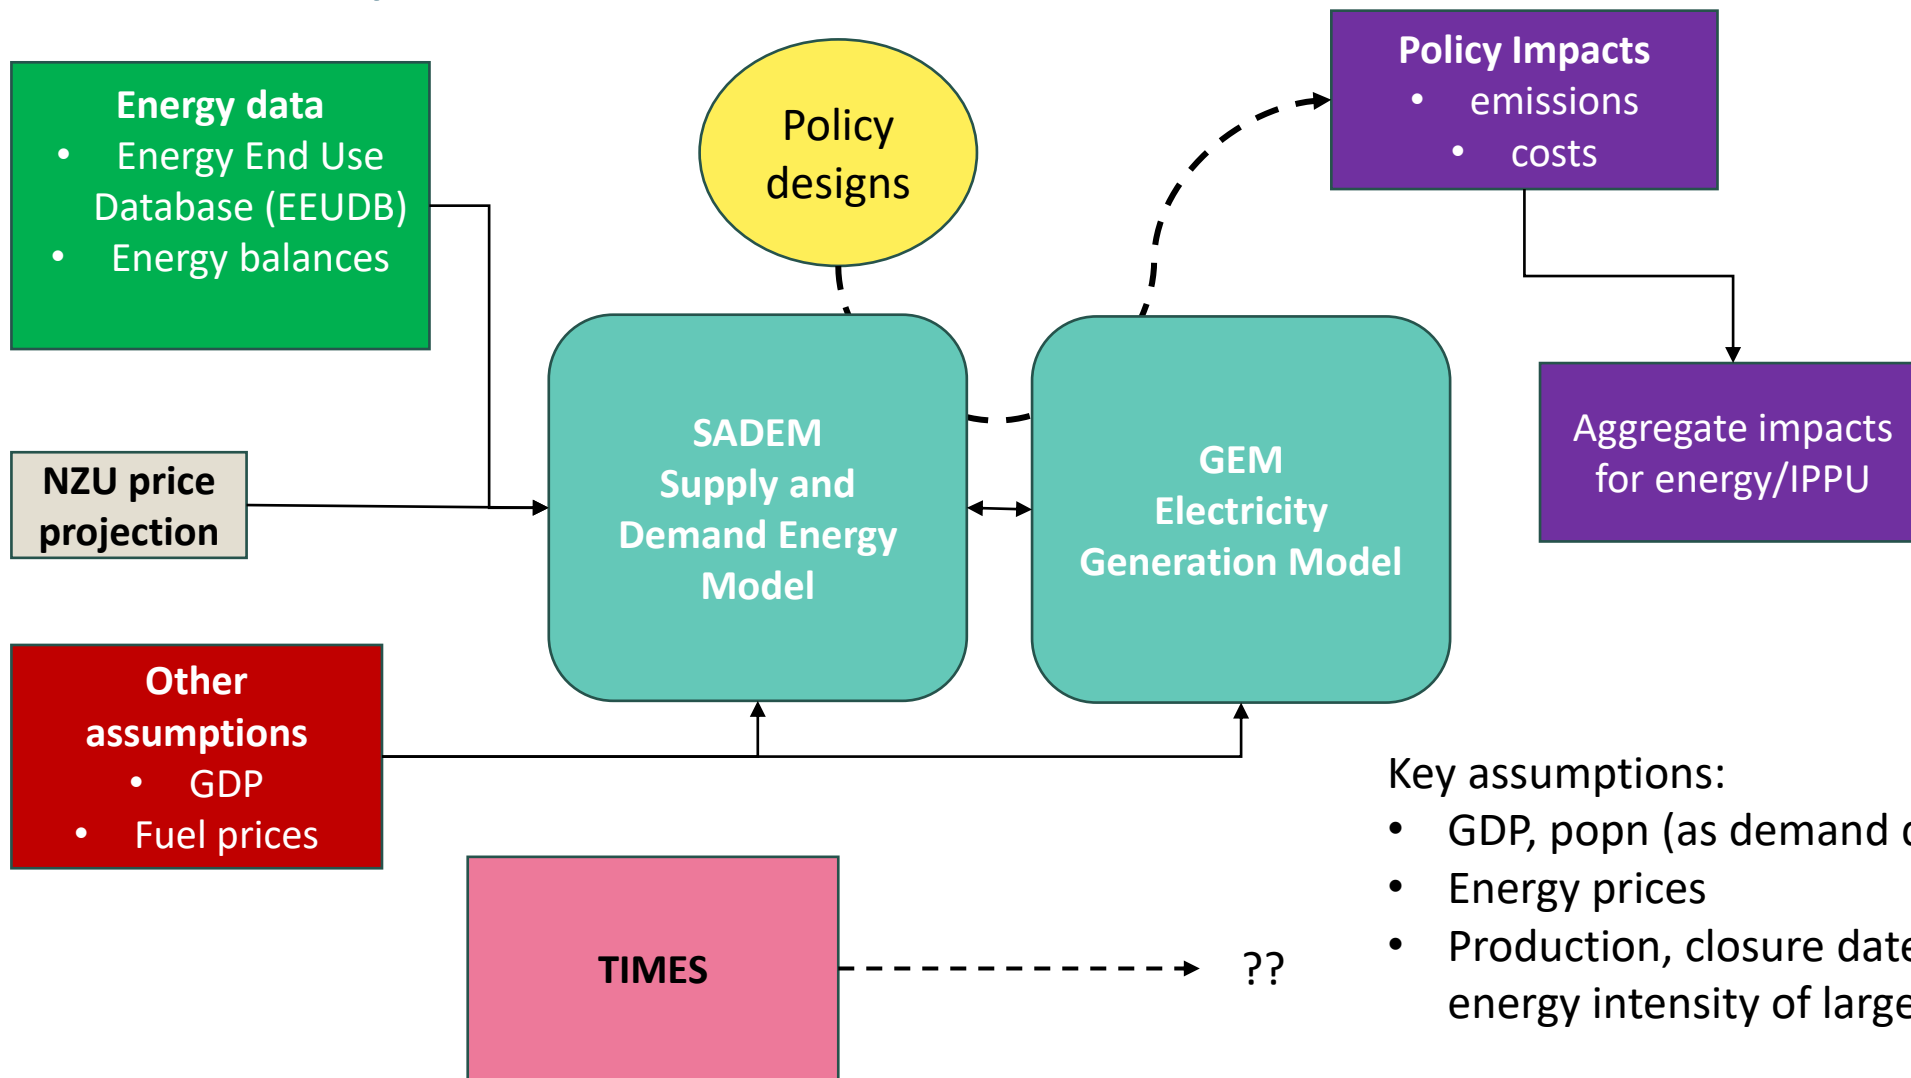 Energy data
• Energy End Use
Database (EEUDB)
• Energy balances
Policy
designs
Policy Impacts
• emissions
• costs
NZU price
projection
SADEM
Supply and
Demand Energy
Model
GEM
Electricity
Generation Model
Aggregate impacts
for energy/IPPU
Other
assumptions
• GDP
• Fuel prices
TIMES
??
Key assumptions:
• GDP, popn (as demand
• Energy prices
• Production, closure date
energy intensity of large